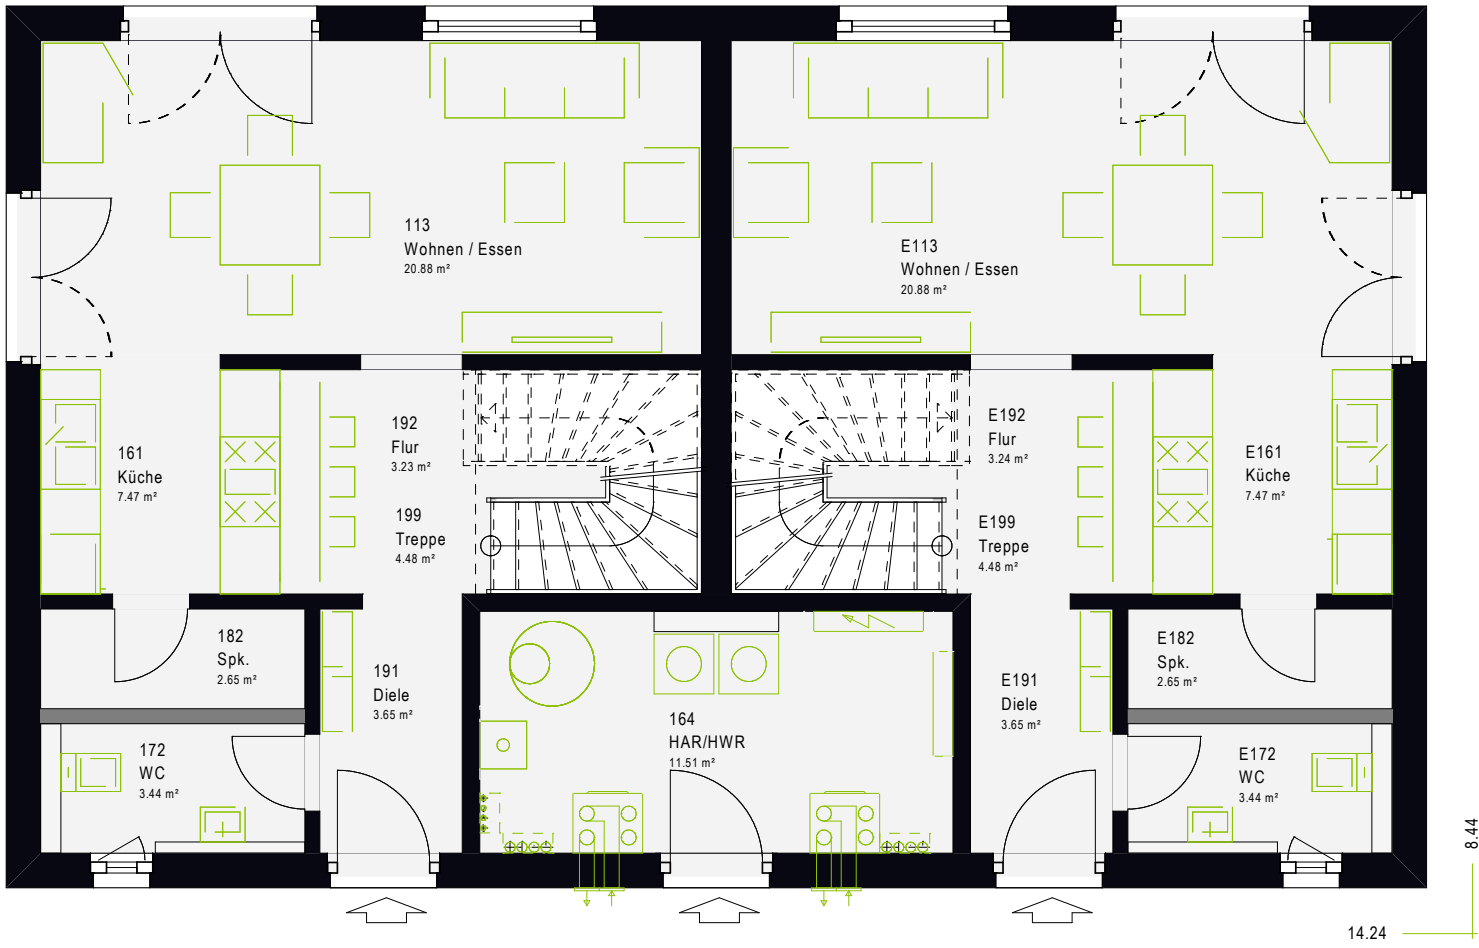 113
Wohnen / Essen
20.88 m²
E113
Wohnen / Essen
20.88 m²
161
Küche
7.47 m²
192
Flur
3.23 m²
199
Treppe
4.48 m²
E192
Flur
3.24 m²
E199
Treppe
4.48 m²
E161
Küche
7.47 m²
182
Spk.
2.65 m²
191
Diele
3.65 m²
172
WC
3.44 m²
164
HAR/HWR
11.51 m²
E191
Diele
3.65 m²
E182
Spk.
2.65 m²
E172
WC
3.44 m²
8.44
14.24